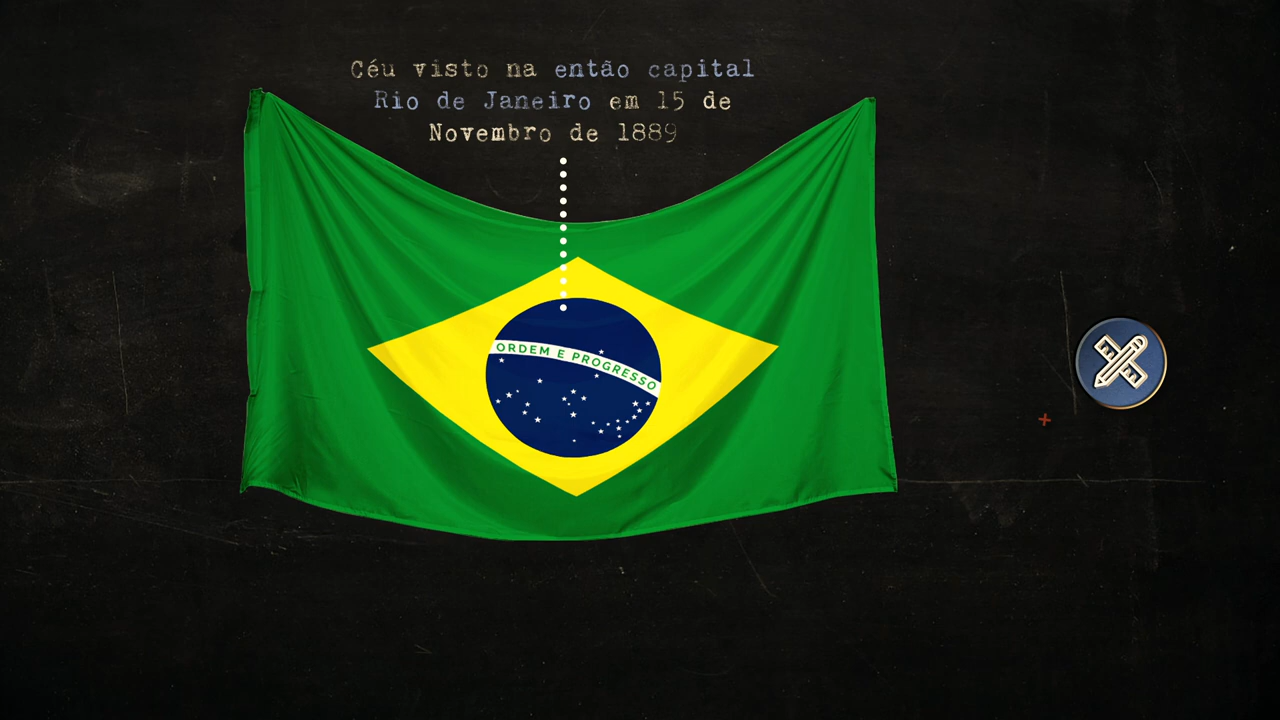 Céu visto na então capital
Rio de Janeiro em 15 de
Novembro de 1889
ORDEM E PROGRESSO